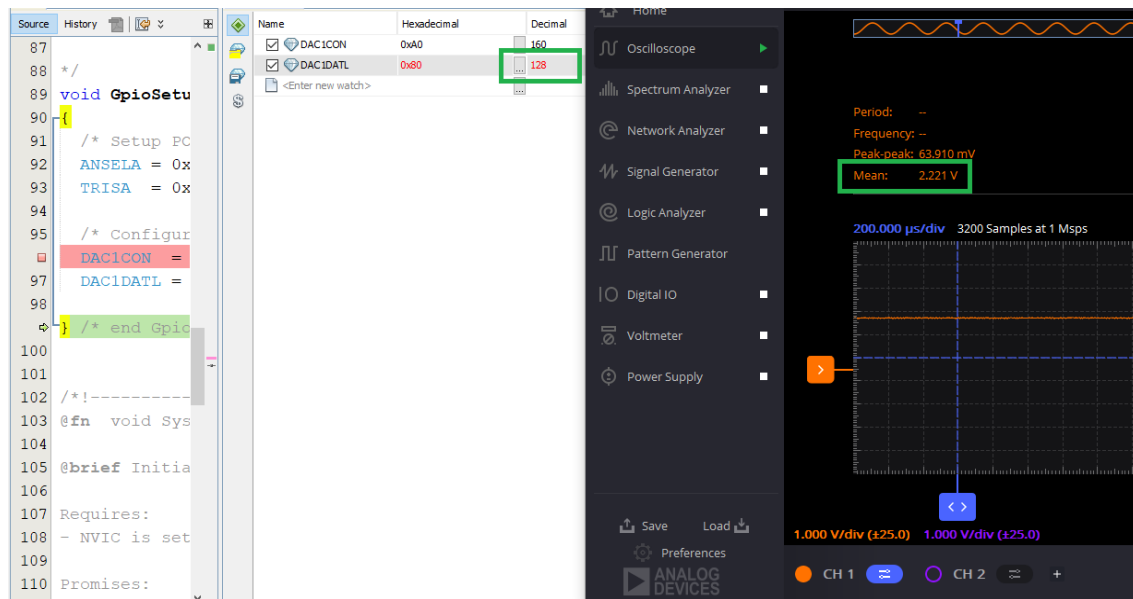 Source History
87
88 */
89 void GpioSetu
90 {
91 /* Setup PC
92 ANSELA = 0x
93 TRISA = 0x
94
95 /* Configur
DAC1CON =
97 DAC1DATL =
98
} /* end Gpio
100
101
102 /*!----------
103 @fn void Sys
104
105 @brief Initia
106
107 Requires:
108 - NVIC is set
109
110 Promises:
Name Hexadecimal Decimal
DAC1CON 0xA0 ... 160
DAC1DATL 0x80 ... 128
<Enter new watch> ...
Home
Oscilloscope
Spectrum Analyzer
Network Analyzer
Signal Generator
Logic Analyzer
Pattern Generator
Digital IO
Voltmeter
Power Supply
Save Load
Preferences
ANALOG
DEVICES
Period: --
Frequency: --
Peak-peak: 63.910 mV
Mean: 2.221 V
200.000 µs/div 3200 Samples at 1 Msps
1.000 V/div (±25.0) 1.000 V/div (±25.0)
CH 1 CH 2 +